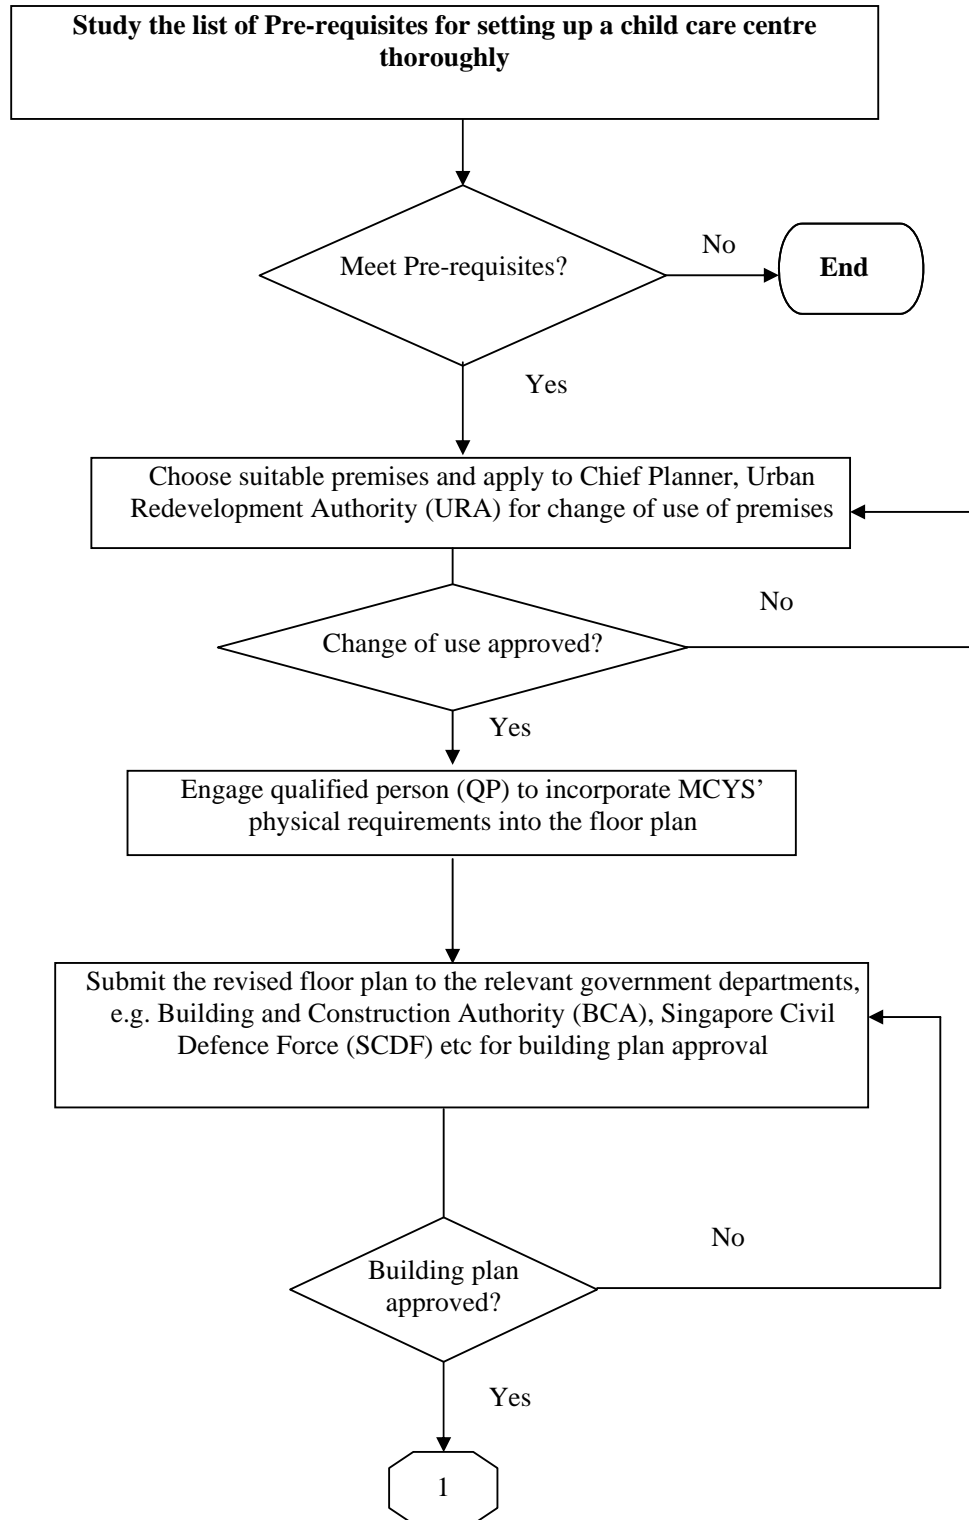 Study the list of Pre-requisites for setting up a child care centre
thoroughly
Meet Pre-requisites?
No
End
Yes
Choose suitable premises and apply to Chief Planner, Urban
Redevelopment Authority (URA) for change of use of premises
No
Change of use approved?
Yes
Engage qualified person (QP) to incorporate MCYS’
physical requirements into the floor plan
Submit the revised floor plan to the relevant government departments,
e.g. Building and Construction Authority (BCA), Singapore Civil
Defence Force (SCDF) etc for building plan approval
No
Building plan
approved?
Yes
1